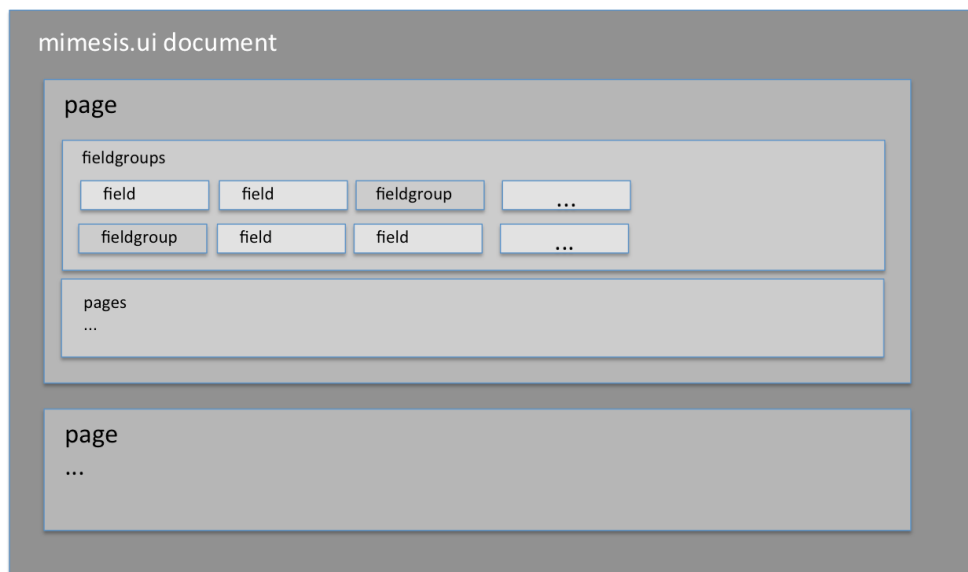 mimesis.ui document
page
fieldgroups
field field fieldgroup ...
fieldgroup field field ...
pages
...
page
...